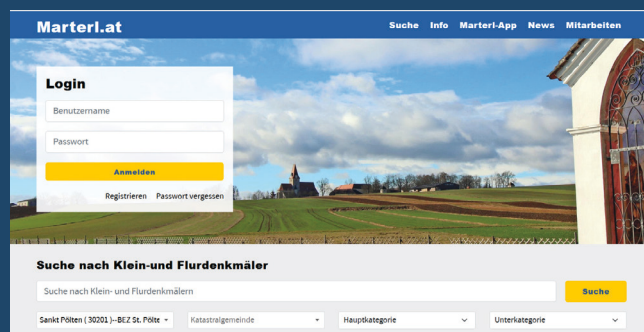 Marterl.at
Suche Info Marterl-App News Mitarbeiten
Login
Benutzername
Passwort
Anmelden
Registrieren Passwort vergessen
Suche nach Klein-und Flurdenkmäler
Suche nach Klein- und Flurdenkmälern
Suche
Sankt Pölten ( 30201 )--BEZ St. Pölte
Katastralgemeinde
Hauptkategorie
Unterkategorie